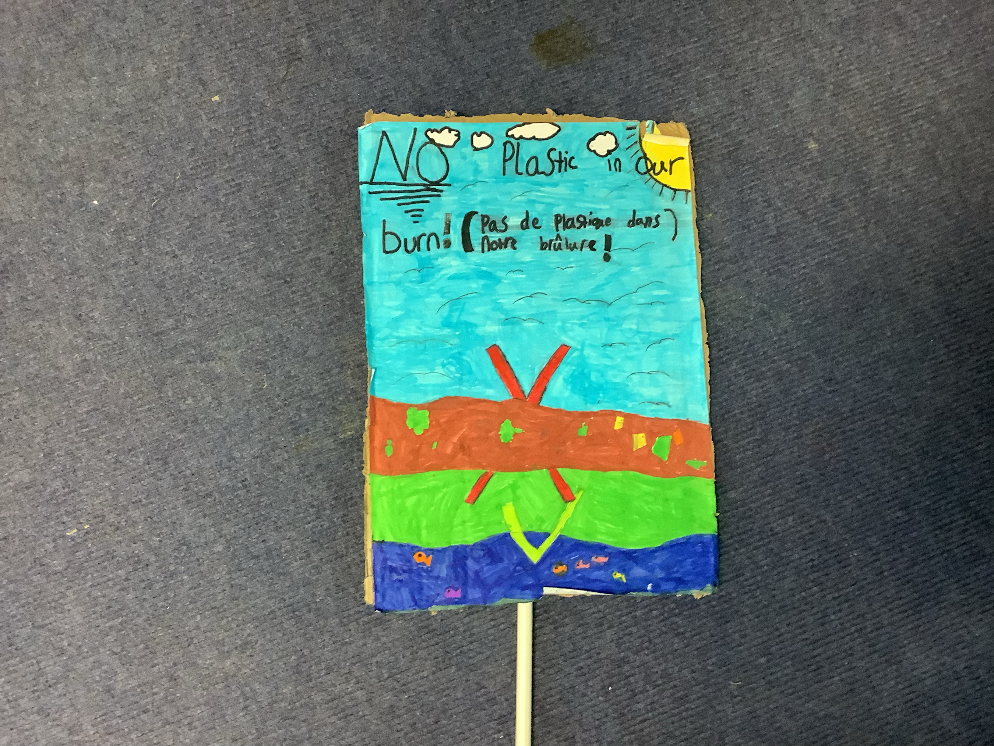 NO Plastic in our
burn! (Pas de Plastique dans)
Notre brûlure!